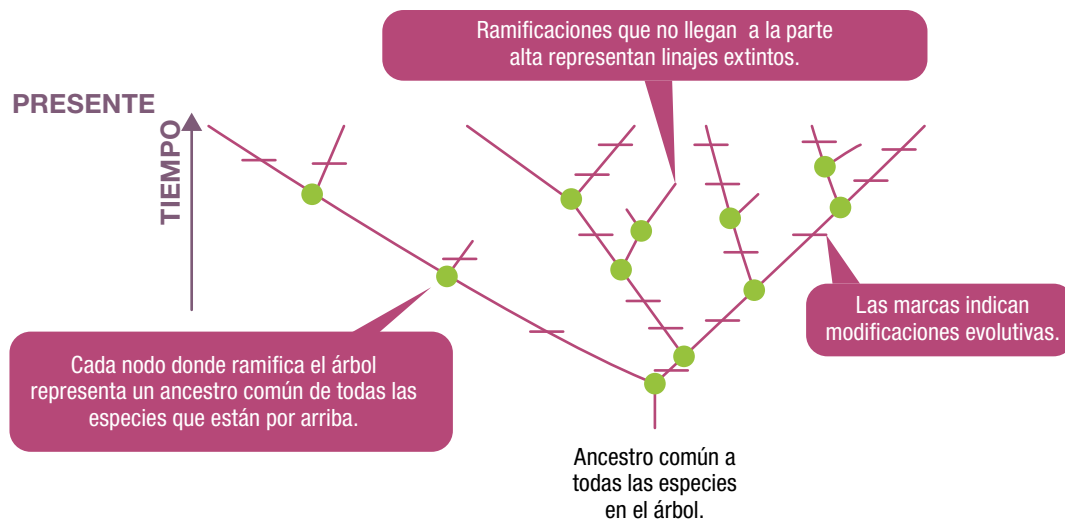 Ramificaciones que no llegan a la parte
alta representan linajes extintos.
PRESENTE
TIEMPO
Las marcas indican
modificaciones evolutivas.
Cada nodo donde ramifica el árbol
representa un ancestro común de todas las
especies que están por arriba.
Ancestro común a
todas las especies
en el árbol.